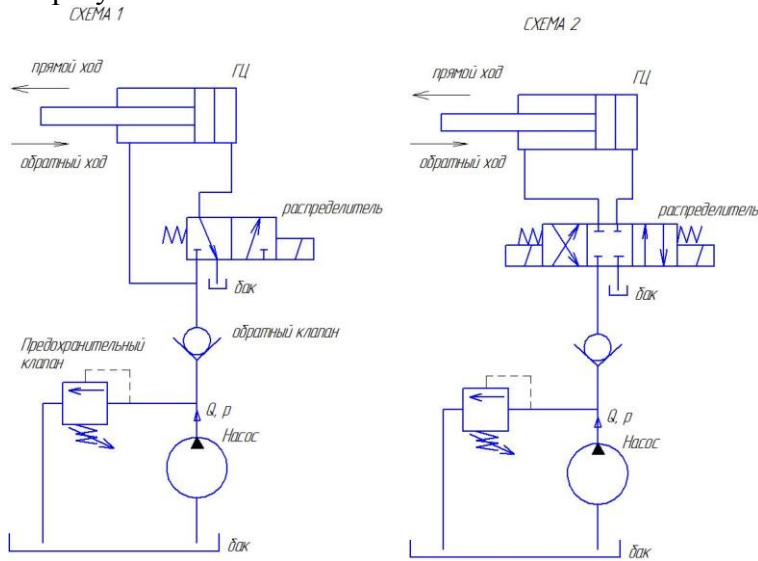 СХЕМА 1
прямой ход
ГЦ
обратный ход
распределитель
бак
обратный клапан
Предохранительный
клапан
Q, p
Насос
бак
СХЕМА 2
прямой ход
ГЦ
обратный ход
распределитель
бак
Q, p
Насос
бак